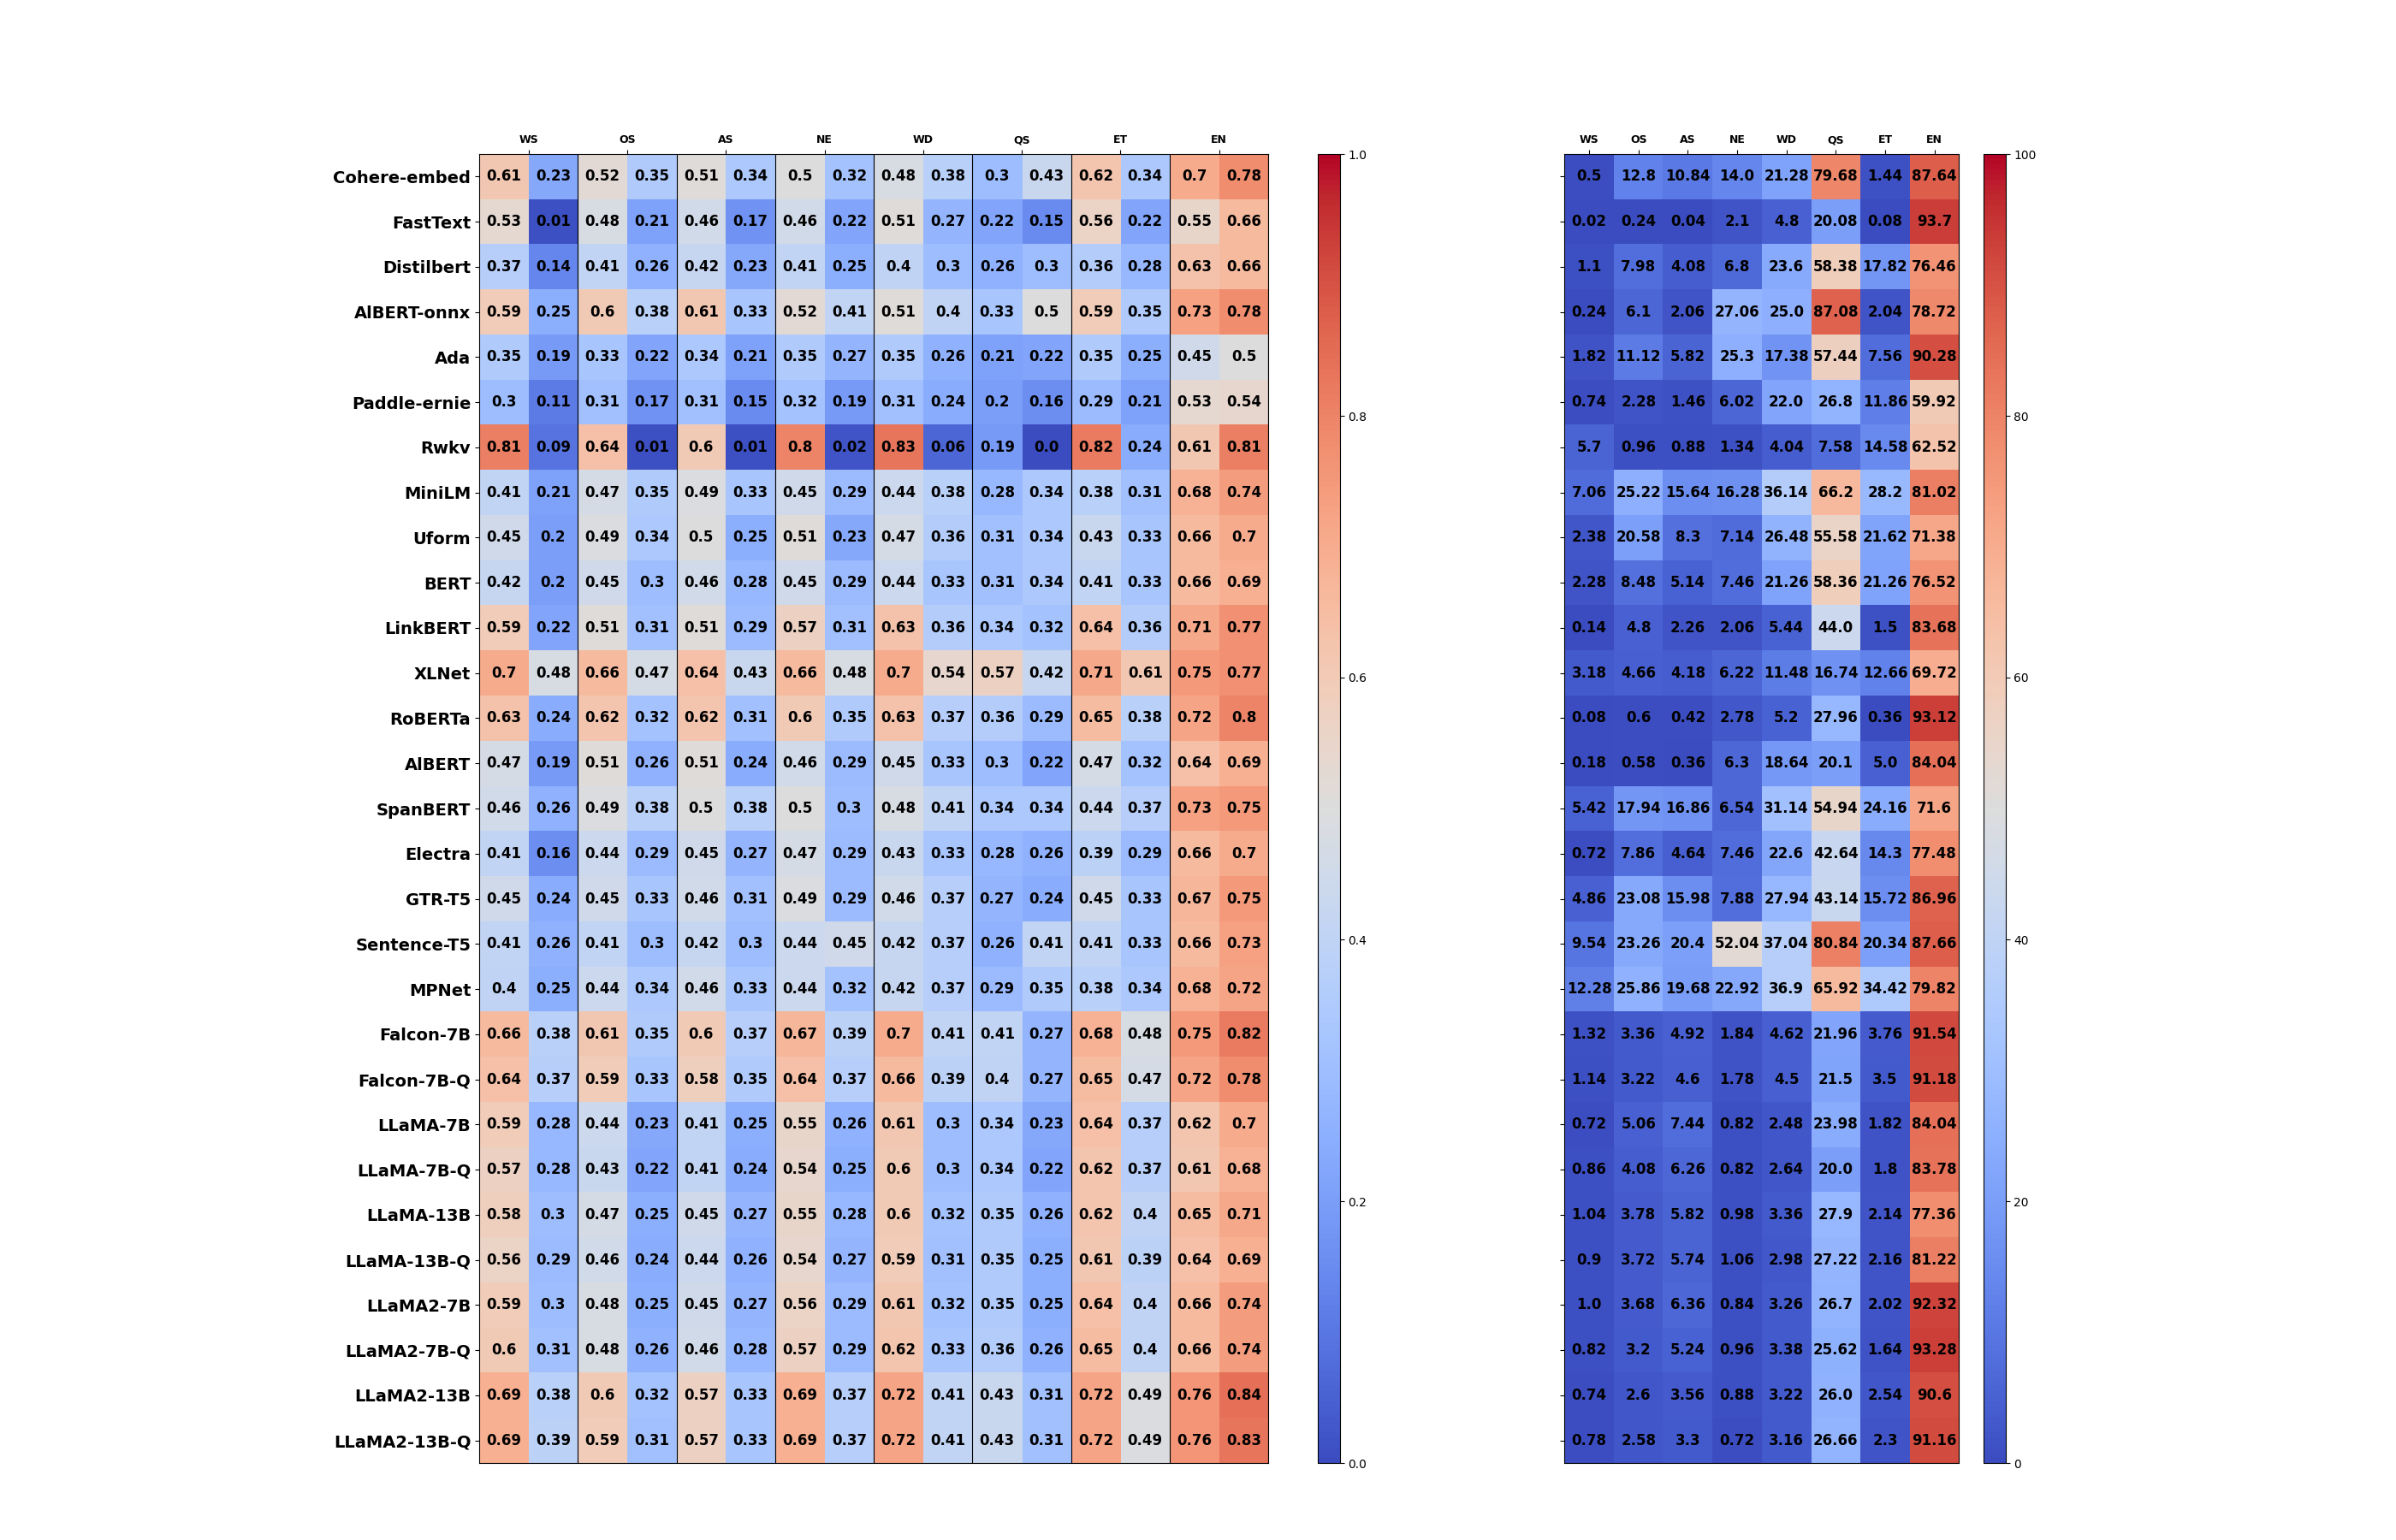 WS OS AS NE WD QS ET EN WS OS AS NE WD QS ET EN
1.0 100
Cohere-embed 0.61 0.23 0.52 0.35 0.51 0.34 0.5 0.32 0.48 0.38 0.3 0.43 0.62 0.34 0.7 0.78 0.5 12.8 10.84 14.0 21.28 79.68 1.44 87.64
FastText 0.53 0.01 0.48 0.21 0.46 0.17 0.46 0.22 0.51 0.27 0.22 0.15 0.56 0.22 0.55 0.66 0.02 0.24 0.04 2.1 4.8 20.08 0.08 93.7
Distilbert 0.37 0.14 0.41 0.26 0.42 0.23 0.41 0.25 0.4 0.3 0.26 0.3 0.36 0.28 0.63 0.66 1.1 7.98 4.08 6.8 23.6 58.38 17.82 76.46
AlBERT-onnx 0.59 0.25 0.6 0.38 0.61 0.33 0.52 0.41 0.51 0.4 0.33 0.5 0.59 0.35 0.73 0.78 0.24 6.1 2.06 27.06 25.0 87.08 2.04 78.72
Ada 0.35 0.19 0.33 0.22 0.34 0.21 0.35 0.27 0.35 0.26 0.21 0.22 0.35 0.25 0.45 0.5 1.82 11.12 5.82 25.3 17.38 57.44 7.56 90.28
Paddle-ernie 0.3 0.11 0.31 0.17 0.31 0.15 0.32 0.19 0.31 0.24 0.2 0.16 0.29 0.21 0.53 0.54 0.74 2.28 1.46 6.02 22.0 26.8 11.86 59.92
0.8 80
Rwkv 0.81 0.09 0.64 0.01 0.6 0.01 0.8 0.02 0.83 0.06 0.19 0.0 0.82 0.24 0.61 0.81 5.7 0.96 0.88 1.34 4.04 7.58 14.58 62.52
MiniLM 0.41 0.21 0.47 0.35 0.49 0.33 0.45 0.29 0.44 0.38 0.28 0.34 0.38 0.31 0.68 0.74 7.06 25.22 15.64 16.28 36.14 66.2 28.2 81.02
Uform 0.45 0.2 0.49 0.34 0.5 0.25 0.51 0.23 0.47 0.36 0.31 0.34 0.43 0.33 0.66 0.7 2.38 20.58 8.3 7.14 26.48 55.58 21.62 71.38
BERT 0.42 0.2 0.45 0.3 0.46 0.28 0.45 0.29 0.44 0.33 0.31 0.34 0.41 0.33 0.66 0.69 2.28 8.48 5.14 7.46 21.26 58.36 21.26 76.52
LinkBERT 0.59 0.22 0.51 0.31 0.51 0.29 0.57 0.31 0.63 0.36 0.34 0.32 0.64 0.36 0.71 0.77 0.14 4.8 2.26 2.06 5.44 44.0 1.5 83.68
XLNet 0.7 0.48 0.66 0.47 0.64 0.43 0.66 0.48 0.7 0.54 0.57 0.42 0.71 0.61 0.75 0.77 0.6 3.18 4.66 4.18 6.22 11.48 16.74 12.66 69.72 60
RoBERTa 0.63 0.24 0.62 0.32 0.62 0.31 0.6 0.35 0.63 0.37 0.36 0.29 0.65 0.38 0.72 0.8 0.08 0.6 0.42 2.78 5.2 27.96 0.36 93.12
AlBERT 0.47 0.19 0.51 0.26 0.51 0.24 0.46 0.29 0.45 0.33 0.3 0.22 0.47 0.32 0.64 0.69 0.18 0.58 0.36 6.3 18.64 20.1 5.0 84.04
SpanBERT 0.46 0.26 0.49 0.38 0.5 0.38 0.5 0.3 0.48 0.41 0.34 0.34 0.44 0.37 0.73 0.75 5.42 17.94 16.86 6.54 31.14 54.94 24.16 71.6
Electra 0.41 0.16 0.44 0.29 0.45 0.27 0.47 0.29 0.43 0.33 0.28 0.26 0.39 0.29 0.66 0.7 0.72 7.86 4.64 7.46 22.6 42.64 14.3 77.48
GTR-T5 0.45 0.24 0.45 0.33 0.46 0.31 0.49 0.29 0.46 0.37 0.27 0.24 0.45 0.33 0.67 0.75 4.86 23.08 15.98 7.88 27.94 43.14 15.72 86.96
Sentence-T5 0.41 0.26 0.41 0.3 0.42 0.3 0.44 0.45 0.42 0.37 0.26 0.41 0.41 0.33 0.66 0.73 0.4 9.54 23.26 20.4 52.04 37.04 80.84 20.34 87.66 40
MPNet 0.4 0.25 0.44 0.34 0.46 0.33 0.44 0.32 0.42 0.37 0.29 0.35 0.38 0.34 0.68 0.72 12.28 25.86 19.68 22.92 36.9 65.92 34.42 79.82
Falcon-7B 0.66 0.38 0.61 0.35 0.6 0.37 0.67 0.39 0.7 0.41 0.41 0.27 0.68 0.48 0.75 0.82 1.32 3.36 4.92 1.84 4.62 21.96 3.76 91.54
Falcon-7B-Q 0.64 0.37 0.59 0.33 0.58 0.35 0.64 0.37 0.66 0.39 0.4 0.27 0.65 0.47 0.72 0.78 1.14 3.22 4.6 1.78 4.5 21.5 3.5 91.18
LLaMA-7B 0.59 0.28 0.44 0.23 0.41 0.25 0.55 0.26 0.61 0.3 0.34 0.23 0.64 0.37 0.62 0.7 0.72 5.06 7.44 0.82 2.48 23.98 1.82 84.04
LLaMA-7B-Q 0.57 0.28 0.43 0.22 0.41 0.24 0.54 0.25 0.6 0.3 0.34 0.22 0.62 0.37 0.61 0.68 0.86 4.08 6.26 0.82 2.64 20.0 1.8 83.78
0.2 20
LLaMA-13B 0.58 0.3 0.47 0.25 0.45 0.27 0.55 0.28 0.6 0.32 0.35 0.26 0.62 0.4 0.65 0.71 1.04 3.78 5.82 0.98 3.36 27.9 2.14 77.36
LLaMA-13B-Q 0.56 0.29 0.46 0.24 0.44 0.26 0.54 0.27 0.59 0.31 0.35 0.25 0.61 0.39 0.64 0.69 0.9 3.72 5.74 1.06 2.98 27.22 2.16 81.22
LLaMA2-7B 0.59 0.3 0.48 0.25 0.45 0.27 0.56 0.29 0.61 0.32 0.35 0.25 0.64 0.4 0.66 0.74 1.0 3.68 6.36 0.84 3.26 26.7 2.02 92.32
LLaMA2-7B-Q 0.6 0.31 0.48 0.26 0.46 0.28 0.57 0.29 0.62 0.33 0.36 0.26 0.65 0.4 0.66 0.74 0.82 3.2 5.24 0.96 3.38 25.62 1.64 93.28
LLaMA2-13B 0.69 0.38 0.6 0.32 0.57 0.33 0.69 0.37 0.72 0.41 0.43 0.31 0.72 0.49 0.76 0.84 0.74 2.6 3.56 0.88 3.22 26.0 2.54 90.6
LLaMA2-13B-Q 0.69 0.39 0.59 0.31 0.57 0.33 0.69 0.37 0.72 0.41 0.43 0.31 0.72 0.49 0.76 0.83 0.78 2.58 3.3 0.72 3.16 26.66 2.3 91.16
0.0 0